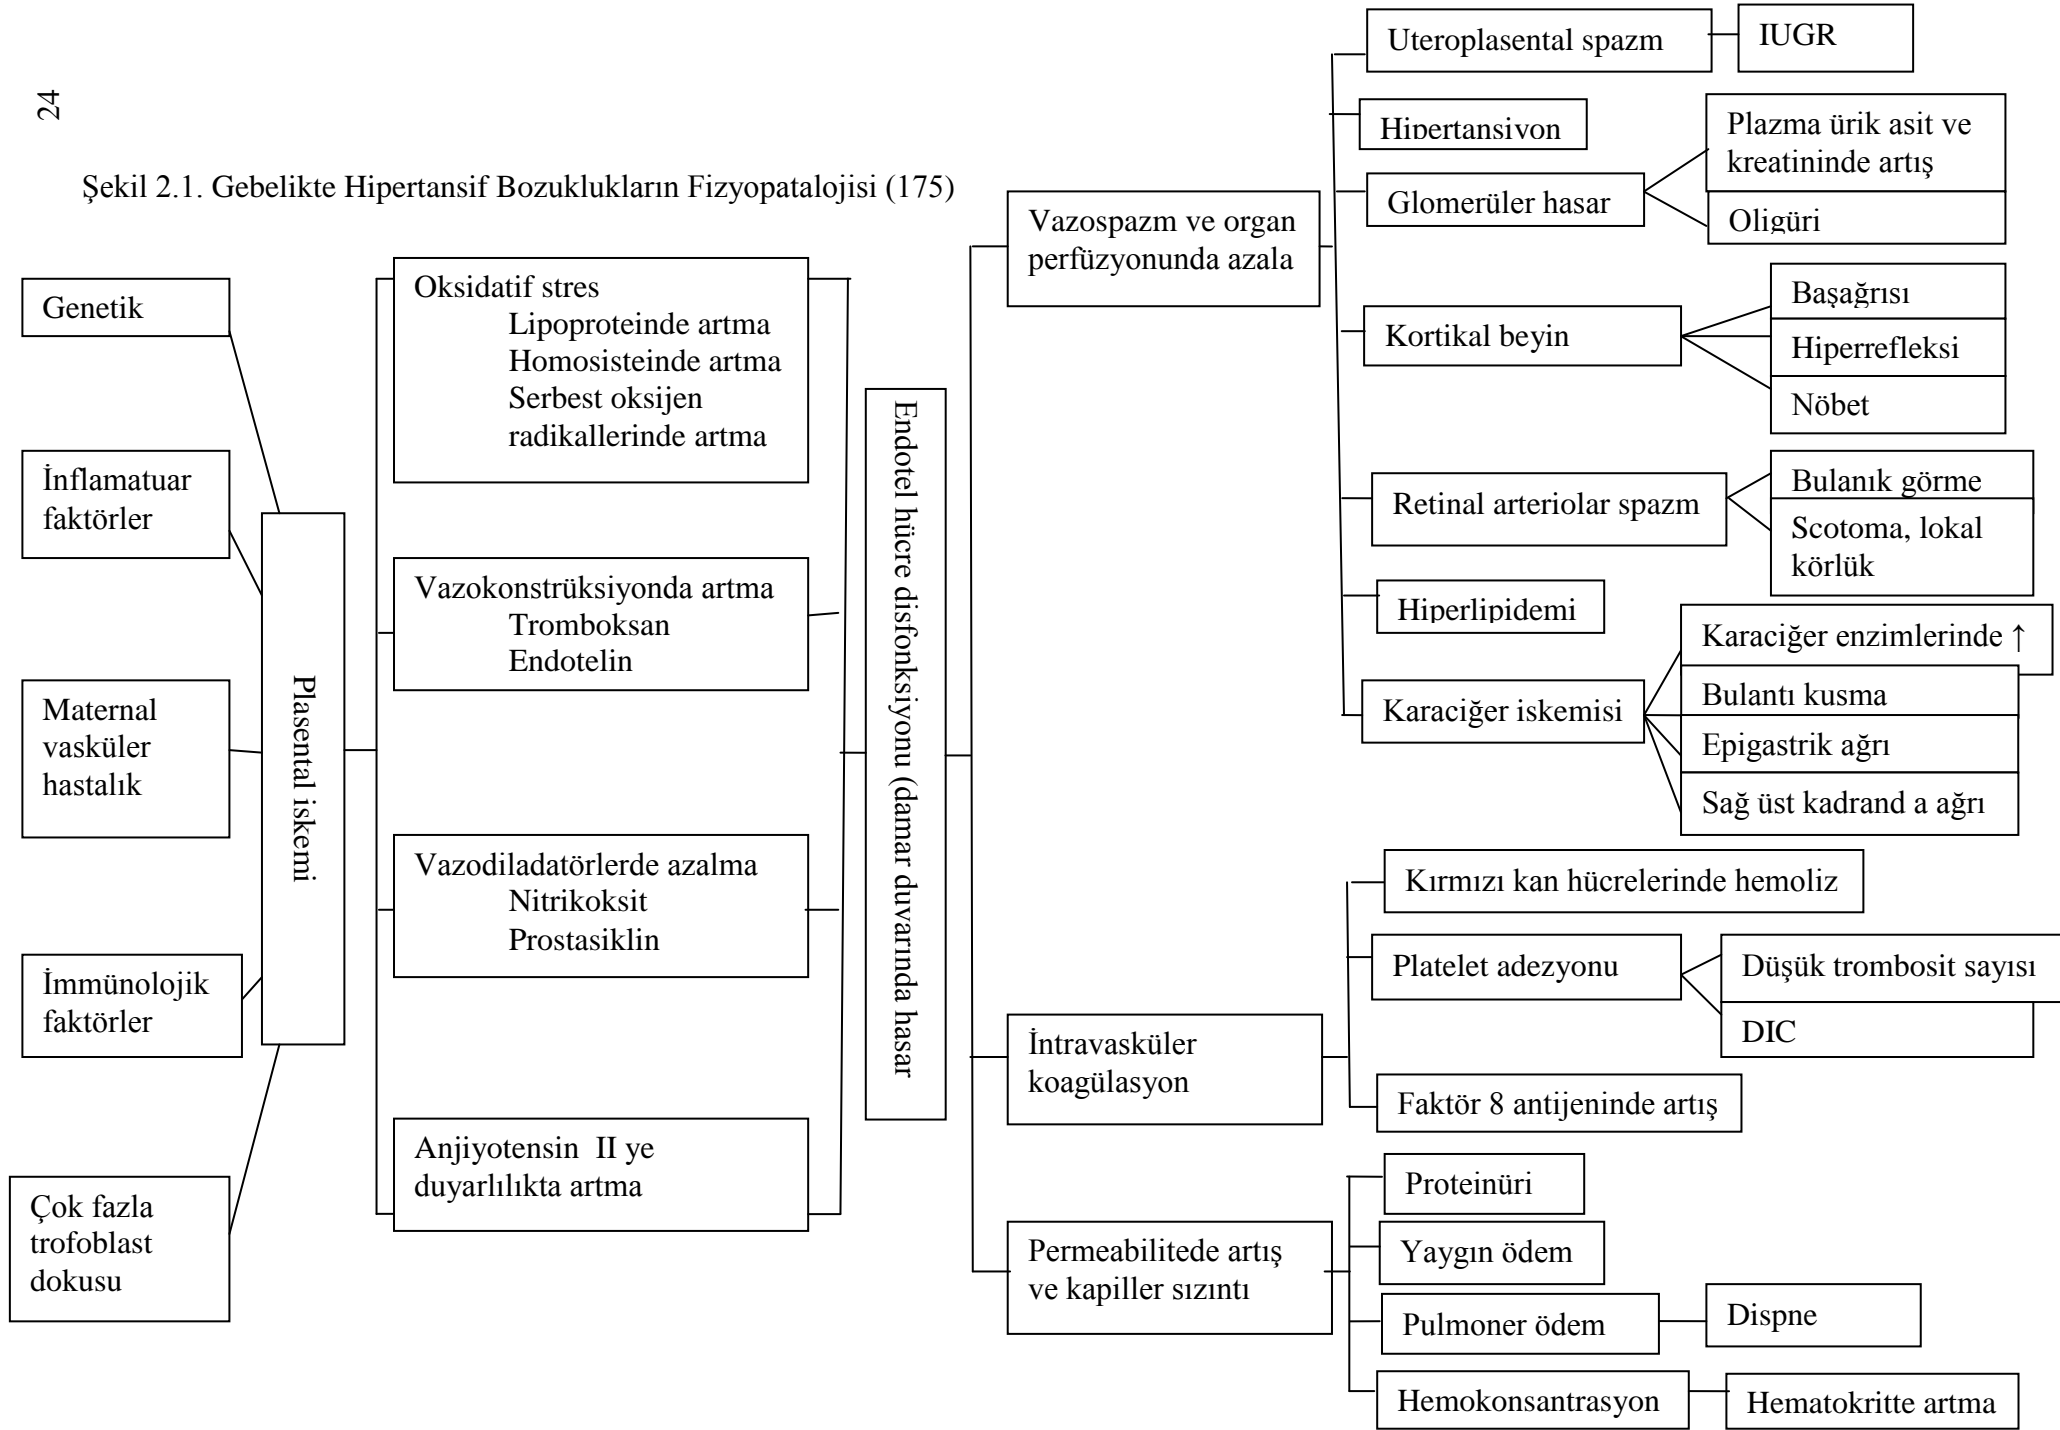 24
Şekil 2.1. Gebelikte Hipertansif Bozuklukların Fizyopatalojisi (175)
Genetik
İnflamatuar
faktörler
Maternal
vasküler
hastalık
İmmünolojik
faktörler
Çok fazla
trofoblast
dokusu
Plasental iskemi
Oksidatif stres
Lipoproteinde artma
Homosisteinde artma
Serbest oksijen
radikallerinde artma
Vazokonstrüksiyonda artma
Tromboksan
Endotelin
Vazodiladatörlerde azalma
Nitrikoksit
Prostasiklin
Anjiyotensin  II ye
duyarlılıkta artma
Endotel hücre disfonksiyonu (damar duvarında hasar
Vazospazm ve organ
perfüzyonunda azala
Uteroplasental spazm
IUGR
Hipertansiyon
Glomerüler hasar
Plazma ürik asit ve
kreatininde artış
Oligüri
Kortikal beyin
Başağrısı
Hiperrefleksi
Nöbet
Retinal arteriolar spazm
Bulanık görme
Scotoma, lokal
körlük
Hiperlipidemi
Karaciğer iskemisi
Karaciğer enzimlerinde ↑
Bulantı kusma
Epigastrik ağrı
Sağ üst kadrand a ağrı
İntravasküler
koagülasyon
Kırmızı kan hücrelerinde hemoliz
Platelet adezyonu
Düşük trombosit sayısı
DIC
Faktör 8 antijeninde artış
Permeabilitede artış
ve kapiller sızıntı
Proteinüri
Yaygın ödem
Pulmoner ödem
Dispne
Hemokonsantrasyon
Hematokritte artma